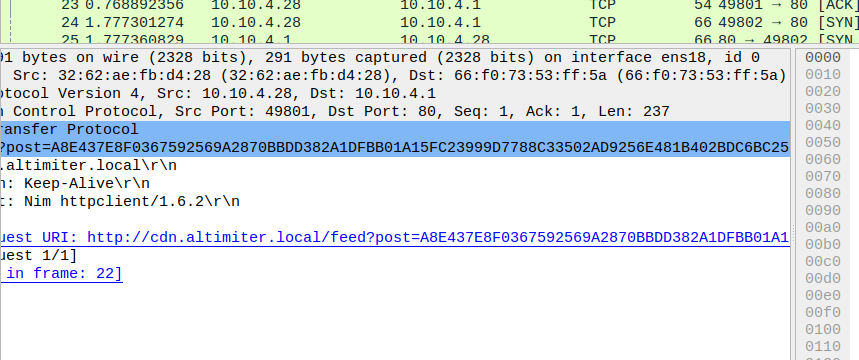 23 0.768892356 10.10.4.28 10.10.4.1 TCP 54 49801 → 80 [ACK]
24 1.777301274 10.10.4.28 10.10.4.1 TCP 66 49802 → 80 [SYN]
25 1.777360829 10.10.4.1 10.10.4.28 TCP 66 80 → 49802 [SYN
91 bytes on wire (2328 bits), 291 bytes captured (2328 bits) on interface ens18, id 0
Src: 32:62:ae:fb:d4:28 (32:62:ae:fb:d4:28), Dst: 66:f0:73:53:ff:5a (66:f0:73:53:ff:5a)
otocol Version 4, Src: 10.10.4.28, Dst: 10.10.4.1
n Control Protocol, Src Port: 49801, Dst Port: 80, Seq: 1, Ack: 1, Len: 237
ransfer Protocol
?post=A8E437E8F0367592569A2870BBDD382A1DFBB01A15FC23999D7788C33502AD9256E481B402BDC6BC25
.altimiter.local\r\n
n: Keep-Alive\r\n
t: Nim httpclient/1.6.2\r\n
uest URI: http://cdn.altimiter.local/feed?post=A8E437E8F0367592569A2870BBDD382A1DFBB01A1
uest 1/1]
in frame: 22]
0000
0010
0020
0030
0040
0050
0060
0070
0080
0090
00a0
00b0
00c0
00d0
00e0
00f0
0100
0110